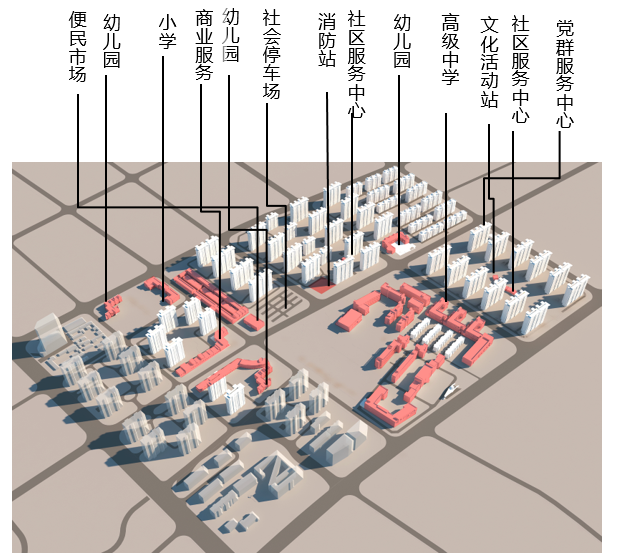 便民市场
幼儿园
小学
商业服务
幼儿园
社会停车场
消防站
社区服务中心
幼儿园
高级中学
文化活动站
社区服务中心
党群服务中心